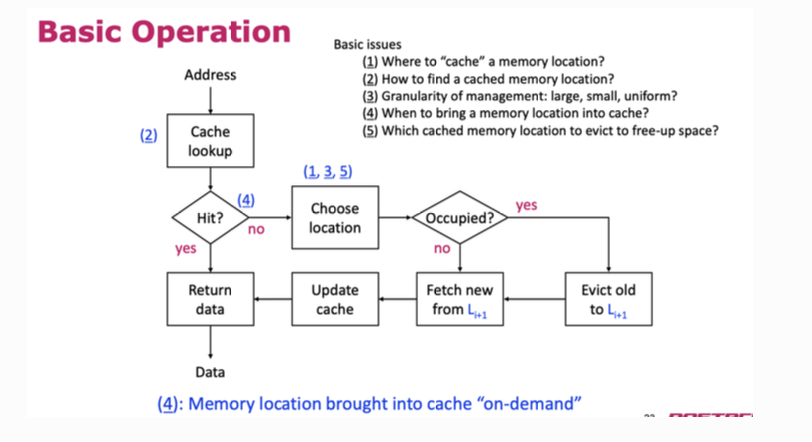 Basic Operation
Basic issues
(1) Where to “cache” a memory location?
(2) How to find a cached memory location?
(3) Granularity of management: large, small, uniform?
(4) When to bring a memory location into cache?
(5) Which cached memory location to evict to free-up space?
Address
(2)
Cache
lookup
(1, 3, 5)
Hit?
(4)
no
yes
Choose
location
Occupied?
yes
no
Return
data
Update
cache
Fetch new
from Li+1
Evict old
to Li+1
Data
(4): Memory location brought into cache “on-demand”